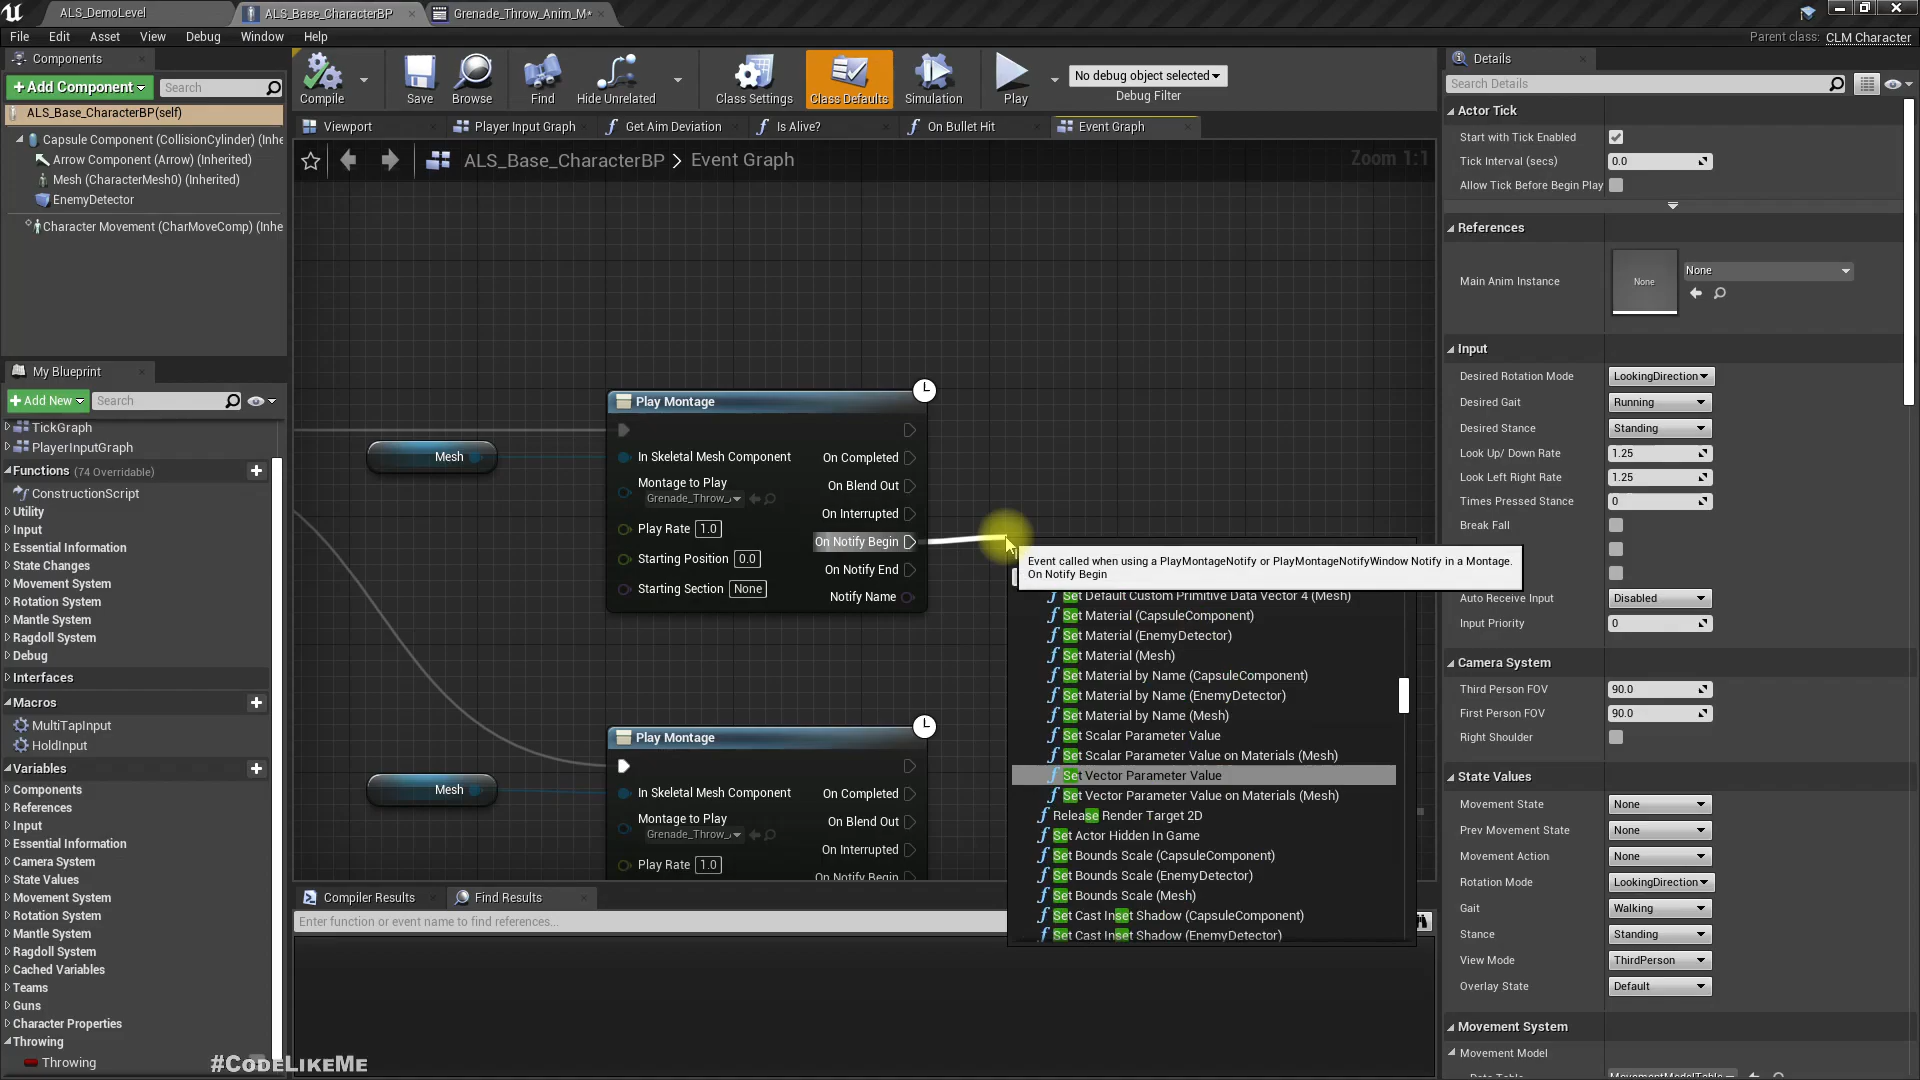 ALS_DemoLevel
ALS_Base_CharacterBP
Grenade_Throw_Anim_M*
File Edit Asset View Debug Window Help
Parent class: CLM Character
Components
+Add Component
Search
ALS_Base_CharacterBP(self)
Capsule Component (CollisionCylinder) (Inhe
Arrow Component (Arrow) (Inherited)
Mesh (CharacterMesh0) (Inherited)
EnemyDetector
Character Movement (CharMoveComp) (Inhe
My Blueprint
+Add New
Search
TickGraph
PlayerInputGraph
Functions (74 Overridable)
ConstructionScript
Utility
Input
Essential Information
State Changes
Movement System
Rotation System
Mantle System
Ragdoll System
Debug
Interfaces
Macros
MultiTapInput
HoldInput
Variables
Components
References
Input
Essential Information
Camera System
State Values
Movement System
Rotation System
Mantle System
Ragdoll System
Cached Variables
Teams
Guns
Character Properties
Throwing
Throwing
#CodeLikeMe
Compile
Save
Browse
Find
Hide Unrelated
Class Settings
Class Defaults
Simulation
Play
No debug object selected
Debug Filter
Viewport
Player Input Graph
Get Aim Deviation
Is Alive?
On Bullet Hit
Event Graph
ALS_Base_CharacterBP > Event Graph
Zoom 1:1
Play Montage
Mesh
In Skeletal Mesh Component
On Completed
Montage to Play
Grenade_Throw_
On Blend Out
On Interrupted
Play Rate 1.0
On Notify Begin
Starting Position 0.0
On Notify End
Starting Section None
Notify Name
Play Montage
Mesh
In Skeletal Mesh Component
On Completed
Montage to Play
Grenade_Throw_
On Blend Out
On Interrupted
Play Rate 1.0
On Notify Begin
Event called when using a PlayMontageNotify or PlayMontageNotifyWindow Notify in a Montage.
On Notify Begin
Set Default Custom Primitive Data Vector 4 (Mesh)
Set Material (CapsuleComponent)
Set Material (EnemyDetector)
Set Material (Mesh)
Set Material by Name (CapsuleComponent)
Set Material by Name (EnemyDetector)
Set Material by Name (Mesh)
Set Scalar Parameter Value
Set Scalar Parameter Value on Materials (Mesh)
Set Vector Parameter Value
Set Vector Parameter Value on Materials (Mesh)
Release Render Target 2D
Set Actor Hidden In Game
Set Bounds Scale (CapsuleComponent)
Set Bounds Scale (EnemyDetector)
Set Bounds Scale (Mesh)
Set Cast Inset Shadow (CapsuleComponent)
Set Cast Inset Shadow (EnemyDetector)
Compiler Results
Find Results
Enter function or event name to find references...
Details
Search Details
Actor Tick
Start with Tick Enabled
Tick Interval (secs) 0.0
Allow Tick Before Begin Play
References
Main Anim Instance
None
None
Input
Desired Rotation Mode LookingDirection
Desired Gait Running
Desired Stance Standing
Look Up/ Down Rate 1.25
Look Left Right Rate 1.25
Times Pressed Stance 0
Break Fall
Auto Receive Input Disabled
Input Priority 0
Camera System
Third Person FOV 90.0
First Person FOV 90.0
Right Shoulder
State Values
Movement State None
Prev Movement State None
Movement Action None
Rotation Mode LookingDirection
Gait Walking
Stance Standing
View Mode ThirdPerson
Overlay State Default
Movement System
Movement Model